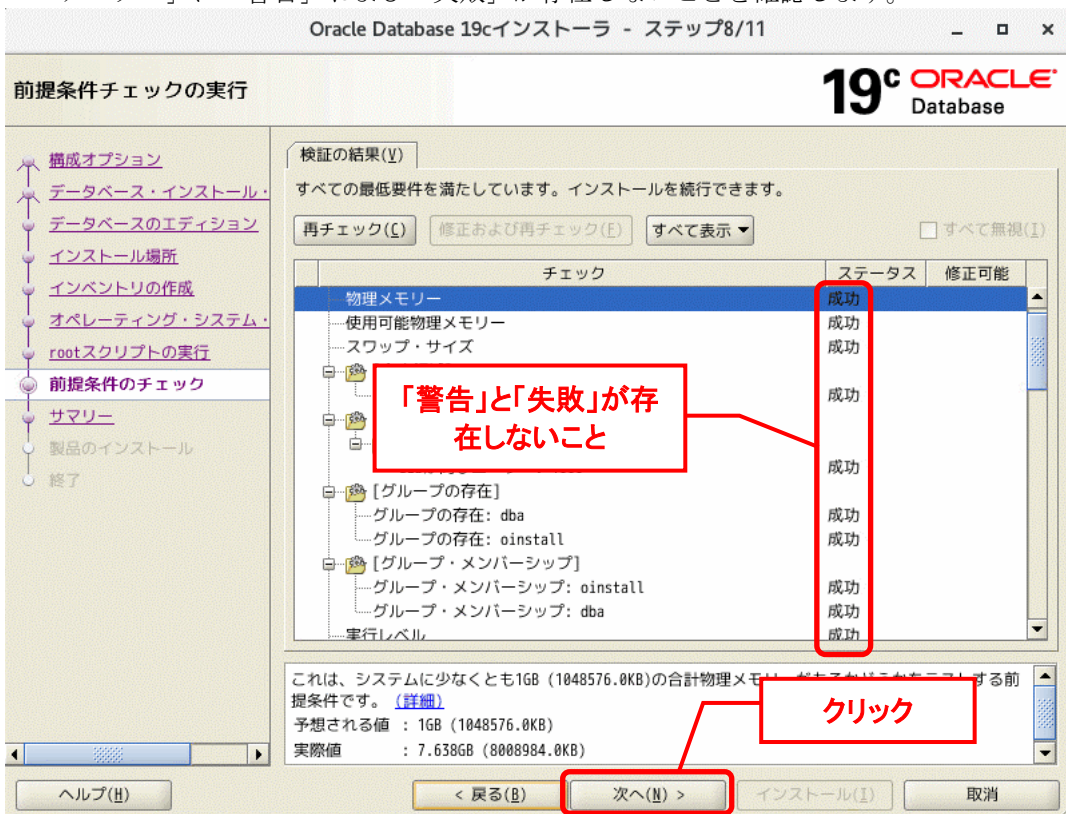 Oracle Database 19cインストーラ - ステップ8/11
前提条件チェックの実行
19c ORACLE
Database
構成オプション
データベース・インストール・
データベースのエディション
インストール場所
インベントリの作成
オペレーティング・システム・
rootスクリプトの実行
前提条件のチェック
サマリー
製品のインストール
終了
検証の結果(V)
すべての最低要件を満たしています。インストールを続行できます。
再チェック(C) 修正および再チェック(F) すべて表示 すべて無視(I)
チェック ステータス 修正可能
物理メモリー 成功
使用可能物理メモリー 成功
スワップ・サイズ 成功
成功
成功
「警告」と「失敗」が存
在しないこと
[グループの存在]
グループの存在: dba 成功
グループの存在: oinstall 成功
[グループ・メンバーシップ]
グループ・メンバーシップ: oinstall 成功
グループ・メンバーシップ: dba 成功
実行レベル 成功
これは、システムに少なくとも1GB (1048576.0KB)の合計物理メモリーがあるかどうかをテストする前
提条件です。 (詳細)
予想される値 : 1GB (1048576.0KB)
実際値 : 7.638GB (8008984.0KB)
クリック
ヘルプ(H) < 戻る(B) 次へ(N) > インストール(I) 取消